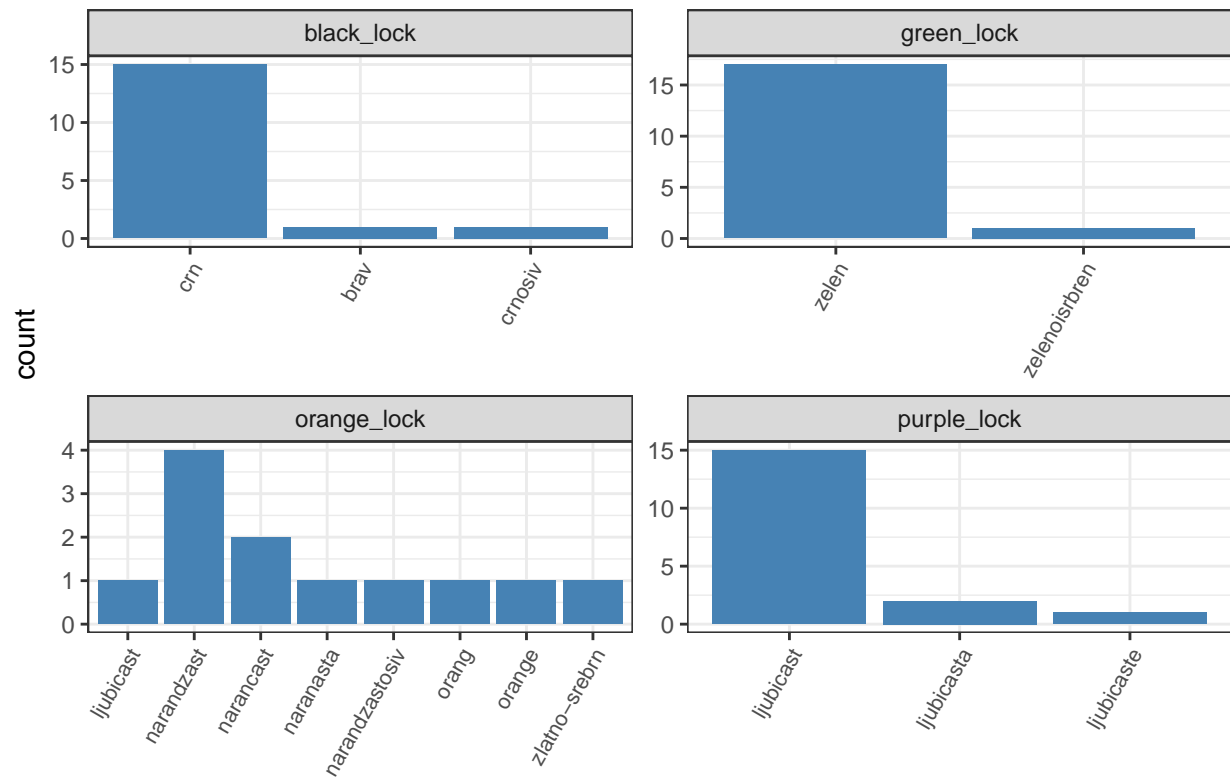 black_lock
green_lock
15
10
5
0
15
10
5
0
crn
brav
crnosiv
zelen
zelenoisrbren
count
orange_lock
purple_lock
4
3
2
1
0
15
10
5
0
ljubicast
narandzast
narancast
naranasta
narandzastosiv
orang
orange
zlatno−srebrn
ljubicast
ljubicasta
ljubicaste